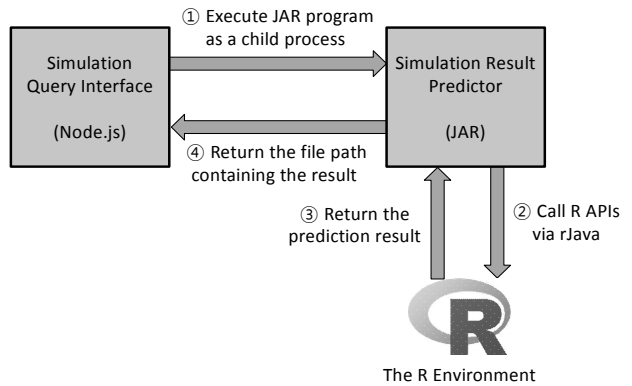 ① Execute JAR program
as a child process
Simulation
Query Interface
(Node.js)
Simulation Result
Predictor
(JAR)
④ Return the file path
containing the result
③ Return the
prediction result
② Call R APIs
via rJava
R
The R Environment